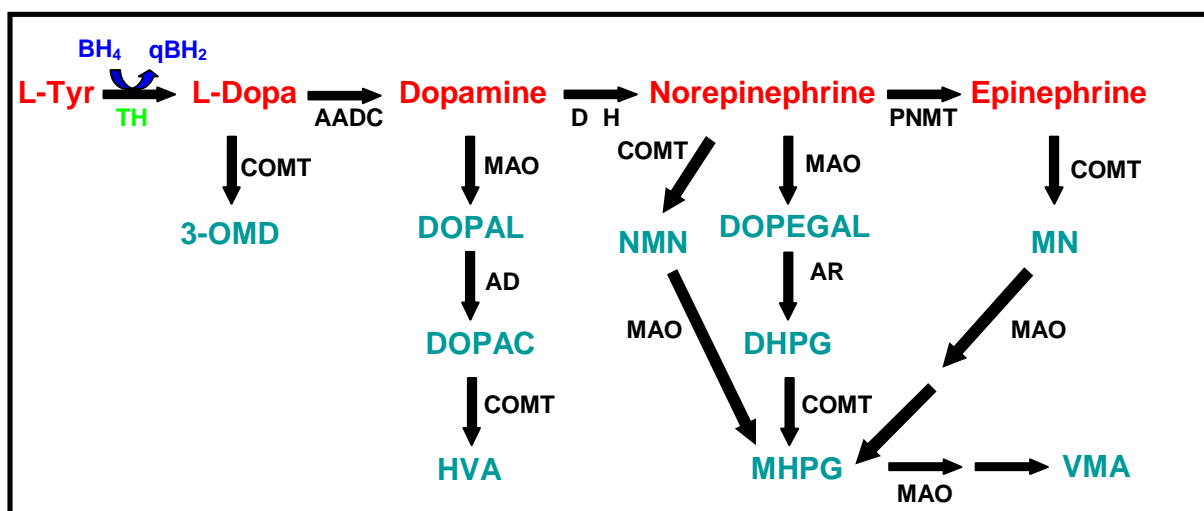 BH₄ qBH₂
L-Tyr L-Dopa Dopamine Norepinephrine Epinephrine
TH AADC D H PNMT
COMT MAO COMT MAO COMT
3-OMD DOPAL NMN DOPEGAL MN
AD AR
MAO MAO
DOPAC DHPG
COMT COMT
HVA MHPG VMA
MAO